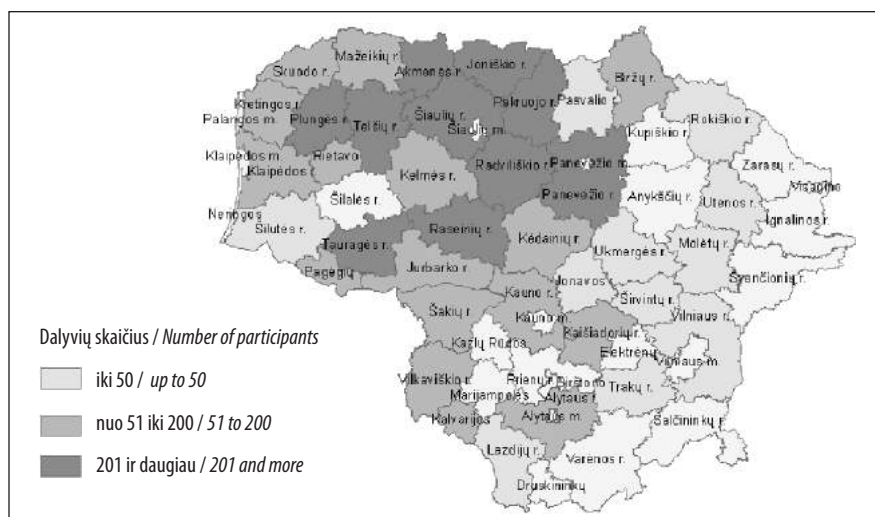 Mažeikių r.
Skuodo r.
Akmenės r.
Joniškio r.
Biržų r.
Pasvalio r.
Pakruojo r.
Kretingos r.
Palangos m.
Plungės r.
Telčių r.
Šiaulių r.
Šiaulių m.
Rokiškio r.
Kupiškio r.
Klaipėdos m.
Klaipėdos
Rietavo
Kelmės r.
Radviliškio r.
Panevėžio m.
Panevėžio r.
Zarasų r.
Visagino
Anykščių r.
Utenos r.
Ignalinos r.
Šilalės r.
Neringos
Šilutės r.
Tauragės r.
Raseinių r.
Kėdainių r.
Ukmergės r.
Molėtų r.
Švenčionių r.
Pagėgių
Jurbarko r.
Jonavos
Širvintų r.
Kauno r.
Kauno m.
Šakių r.
Vilniaus r.
Kaišiadorių r.
Elektrėnų
Vilniaus m.
Kazlų Rūdos
Vilkaviškio r.
Prienų r.
Birštono
Marijampolės
Trakų r.
Alytaus r.
Alytaus m.
Kalvarijos
Šalčininkų r.
Lazdijų r.
Varėnos r.
Druskininkų
Dalyvių skaičius / Number of participants
iki 50 / up to 50
nuo 51 iki 200 / 51 to 200
201 ir daugiau / 201 and more